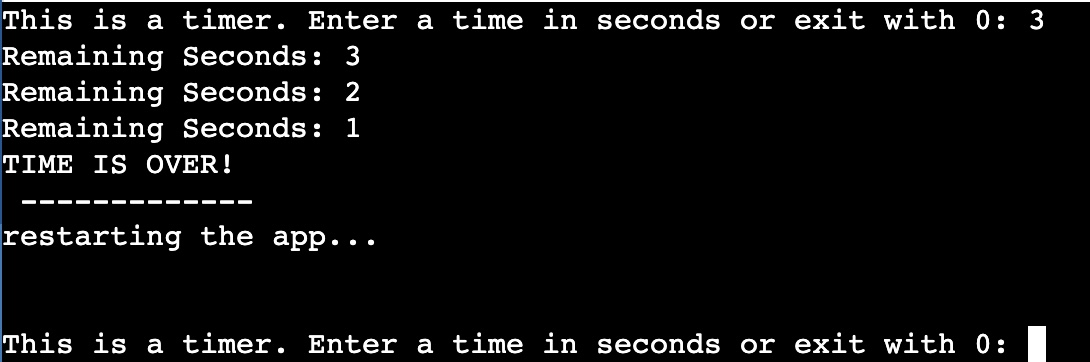 This is a timer. Enter a time in seconds or exit with 0: 3
Remaining Seconds: 3
Remaining Seconds: 2
Remaining Seconds: 1
TIME IS OVER!
 -------------
restarting the app...
This is a timer. Enter a time in seconds or exit with 0: